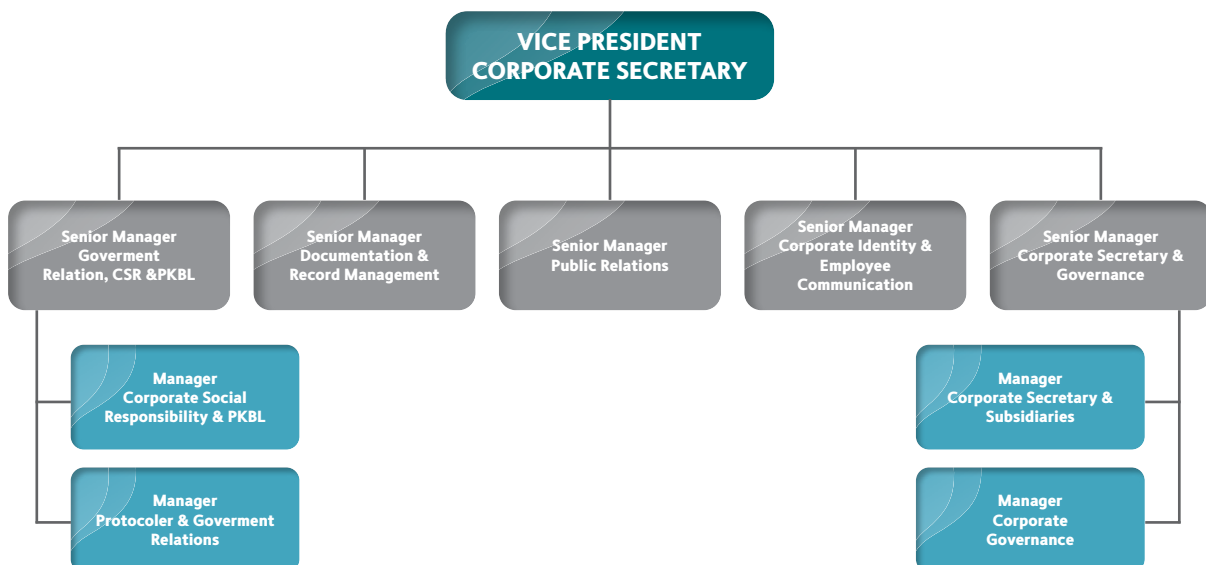 VICE PRESIDENT
CORPORATE SECRETARY
Senior Manager
Goverment
Relation, CSR &PKBL
Senior Manager
Documentation &
Record Management
Senior Manager
Public Relations
Senior Manager
Corporate Identity &
Employee
Communication
Senior Manager
Corporate Secretary &
Governance
Manager
Corporate Social
Responsibility & PKBL
Manager
Corporate Secretary &
Subsidiaries
Manager
Protocoler & Goverment
Relations
Manager
Corporate
Governance